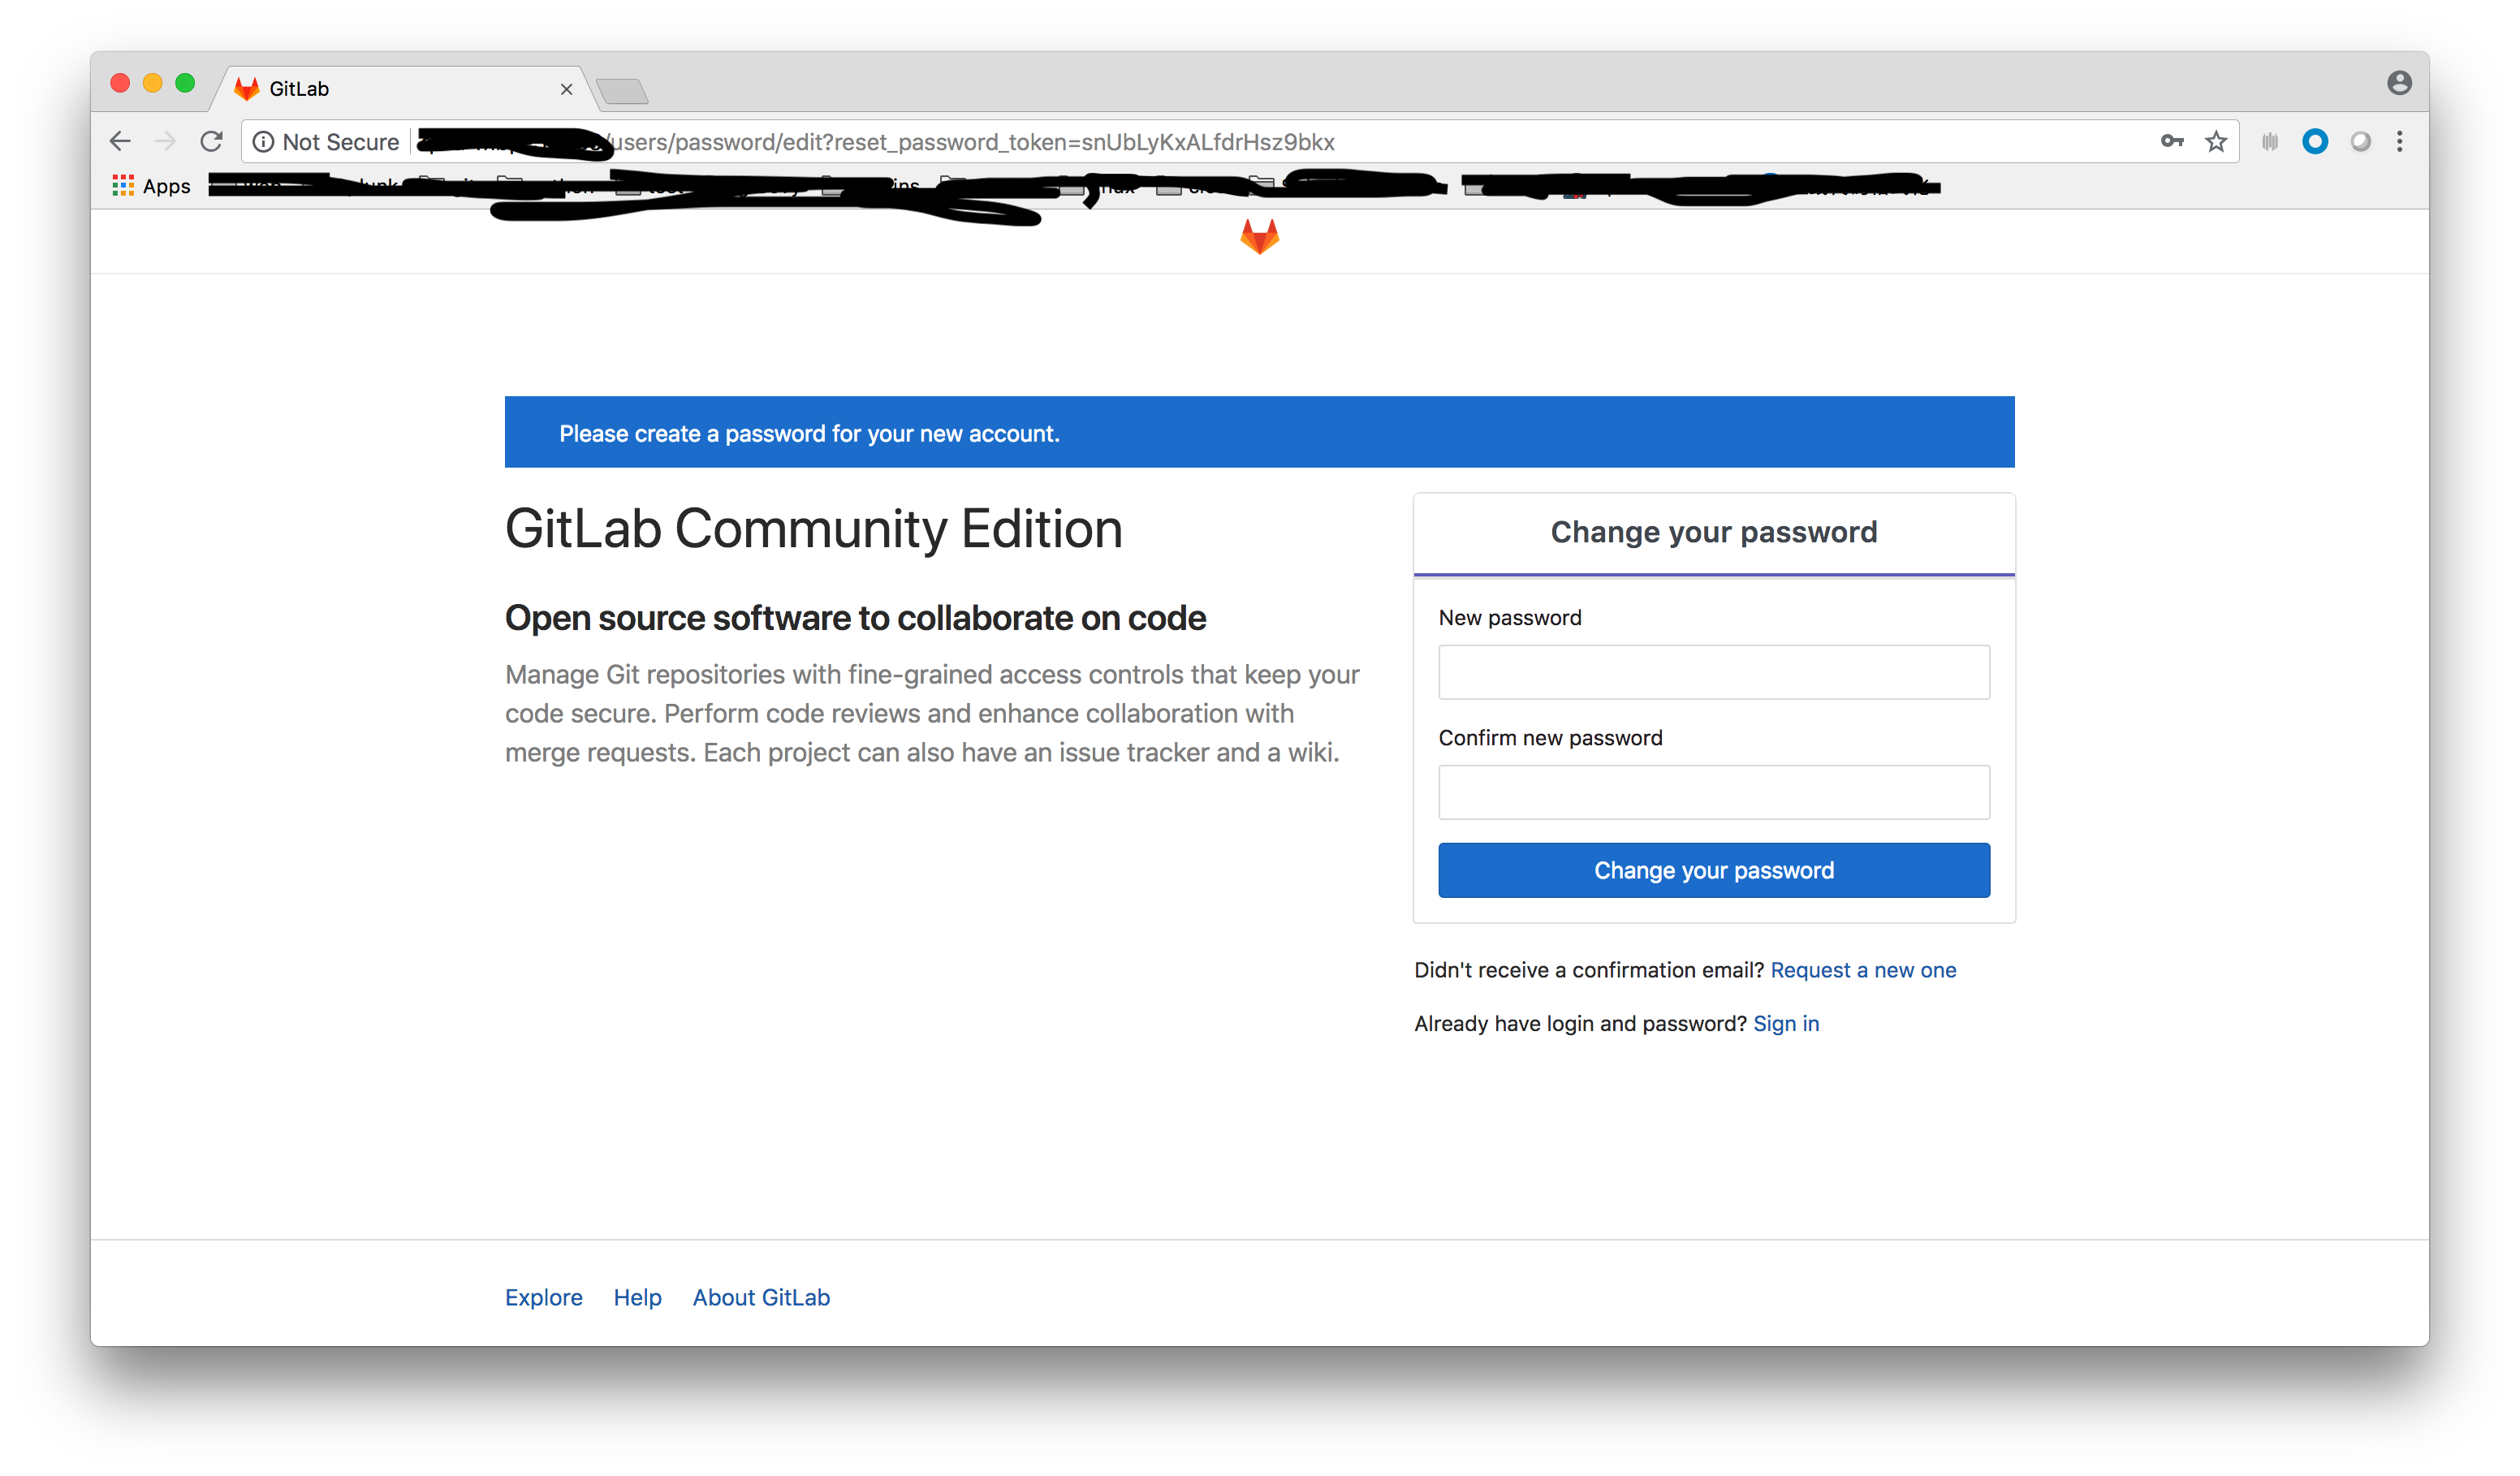 GitLab
Not Secure
/users/password/edit?reset_password_token=snUbLyKxALfdrHsz9bkx
Apps
Please create a password for your new account.
GitLab Community Edition
Open source software to collaborate on code
Manage Git repositories with fine-grained access controls that keep your
code secure. Perform code reviews and enhance collaboration with
merge requests. Each project can also have an issue tracker and a wiki.
Change your password
New password
Confirm new password
Change your password
Didn't receive a confirmation email? Request a new one
Already have login and password? Sign in
Explore Help About GitLab